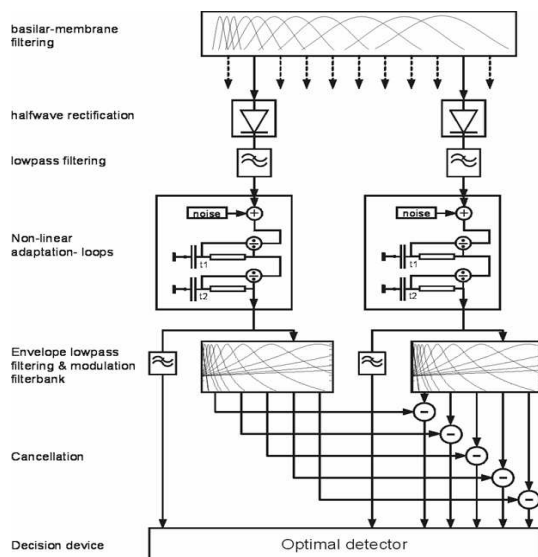 basilar-membrane
filtering
halfwave rectification
lowpass filtering
noise
noise
Non-linear
adaptation- loops
t1
t1
t2
t2
Envelope lowpass
filtering & modulation
filterbank
Cancellation
Decision device
Optimal detector